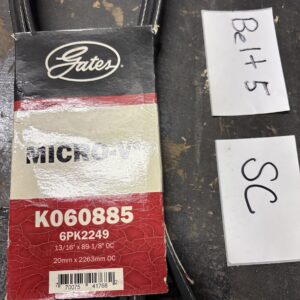 Gates
MICRO-V
K060885
6PK2249
13/16" x 89-1/8" OC
20mm x 2263mm OC
Belt 5
SC